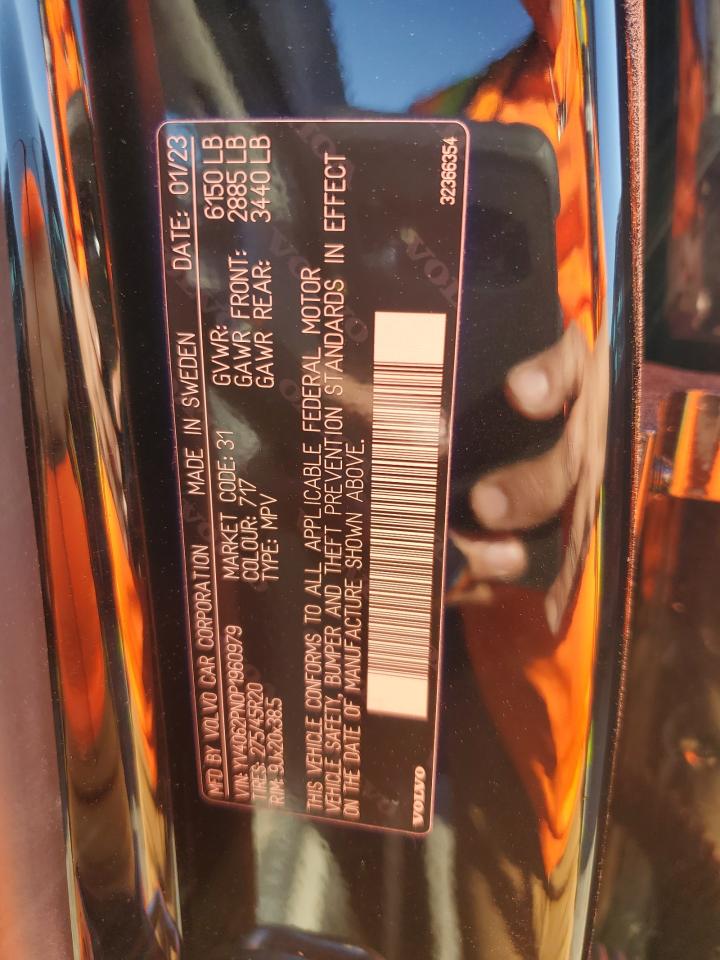 MFD BY VOLVO CAR CORPORATION MADE IN SWEDEN DATE: 01/23
VIN: YV4062PN0P1960979 MARKET CODE: 31 GVWR: 6150 LB
TIRES: 275/45R20 COLOUR: 717 GAWR FRONT: 2885 LB
RIM: 9Jx20x38.5 TYPE: MPV GAWR REAR: 3440 LB
THIS VEHICLE CONFORMS TO ALL APPLICABLE FEDERAL MOTOR
VEHICLE SAFETY, BUMPER AND THEFT PREVENTION STANDARDS IN EFFECT
ON THE DATE OF MANUFACTURE SHOWN ABOVE.
VOLVO 32366354